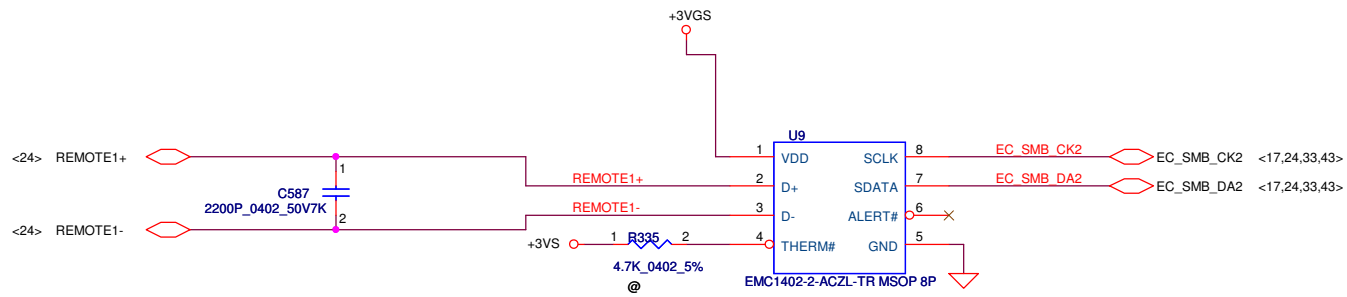 +3VGS
U9
<24> REMOTE1+
1
C587
2200P_0402_50V7K
2
<24> REMOTE1-
REMOTE1+
REMOTE1-
+3VS
1 R335 2
4.7K_0402_5%
@
1 VDD
2 D+
3 D-
4 THERM#
SCLK 8
SDATA 7
ALERT# 6
GND 5
EMC1402-2-ACZL-TR MSOP 8P
EC_SMB_CK2
EC_SMB_CK2 <17,24,33,43>
EC_SMB_DA2
EC_SMB_DA2 <17,24,33,43>